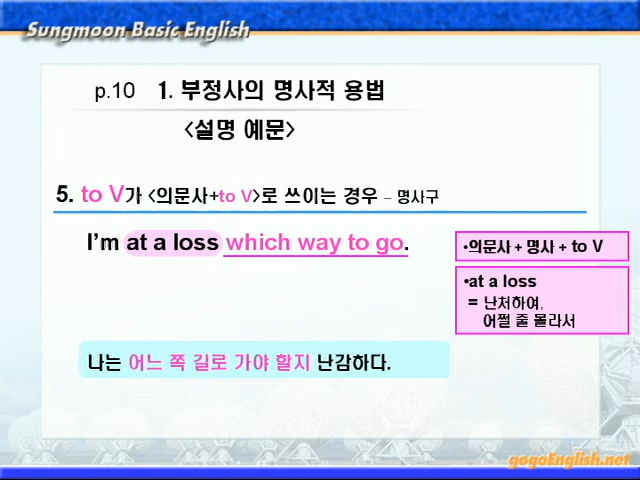 Sungmoon Basic English
p.10 1. 부정사의 명사적 용법
<설명 예문>
5. to V가 <의문사+to V>로 쓰이는 경우 – 명사구
I'm at a loss which way to go.
•의문사 + 명사 + to V
•at a loss
= 난처하여,
어쩔 줄 몰라서
나는 어느 쪽 길로 가야 할지 난감하다.
gogoEnglish.net